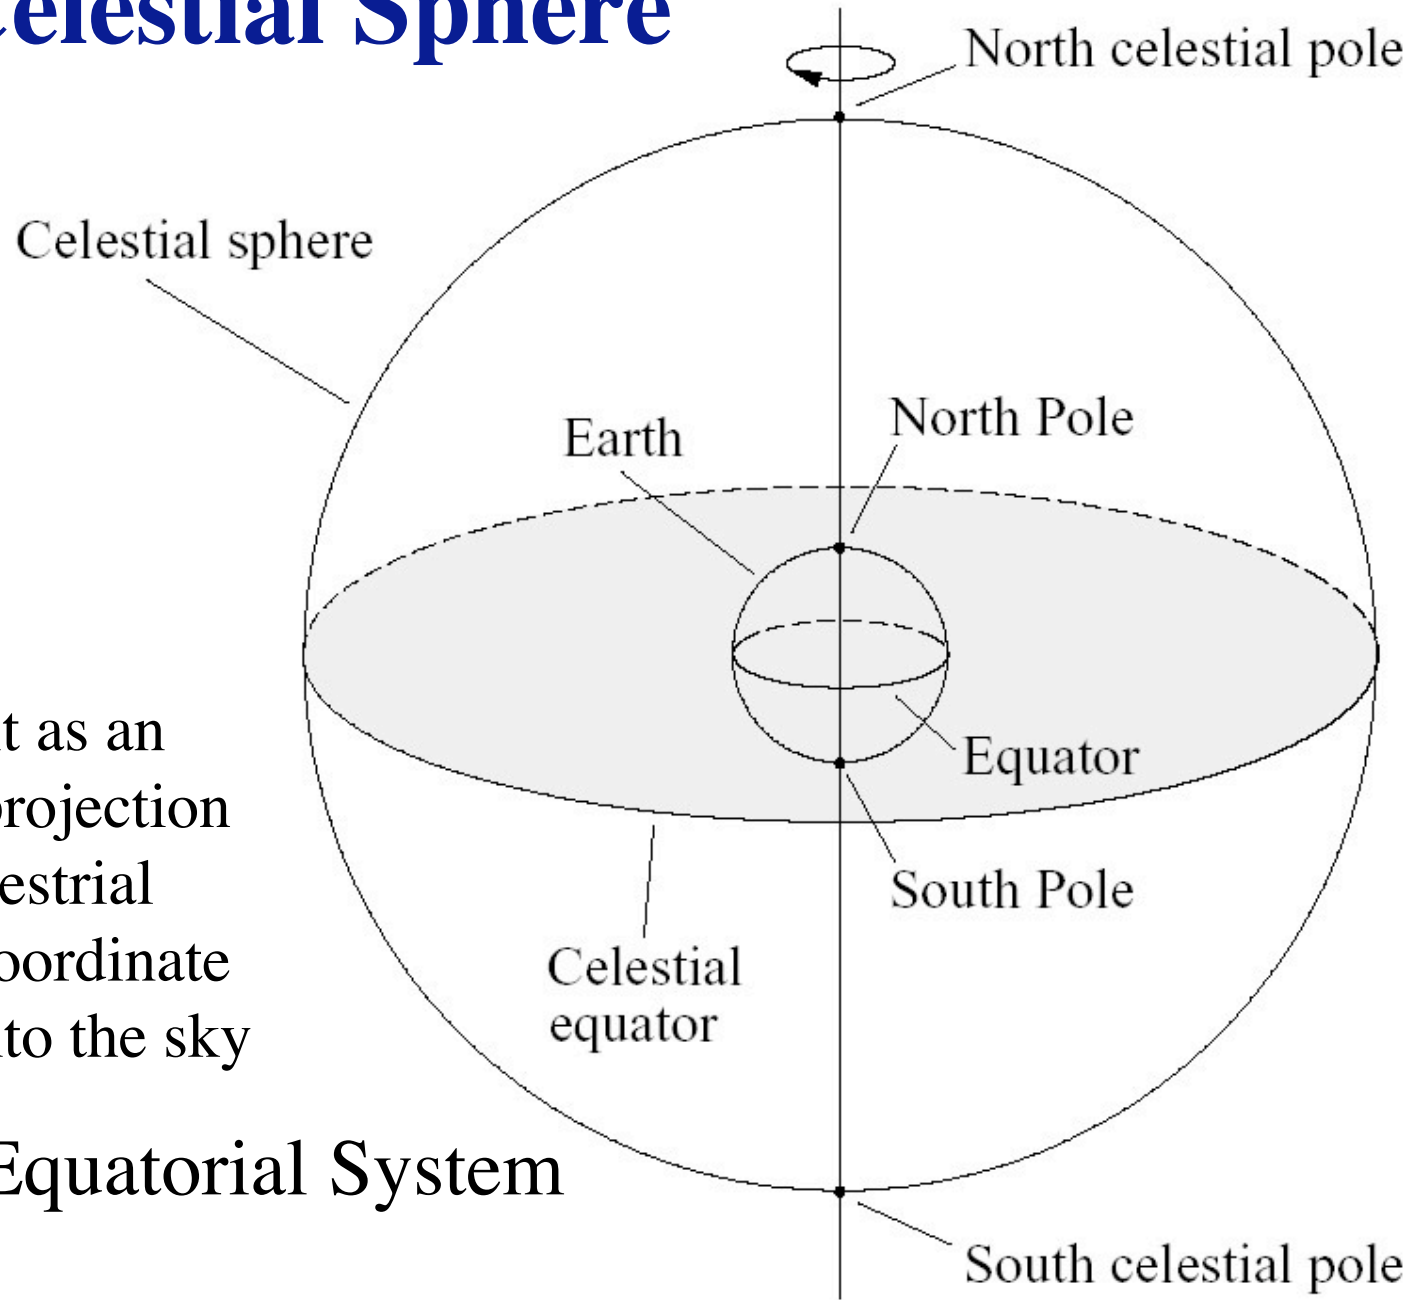 Celestial Sphere
North celestial pole
Celestial sphere
North Pole
Earth
t as an
projection
estrial
oordinate
to the sky
Equator
South Pole
Celestial
equator
Equatorial System
South celestial pole